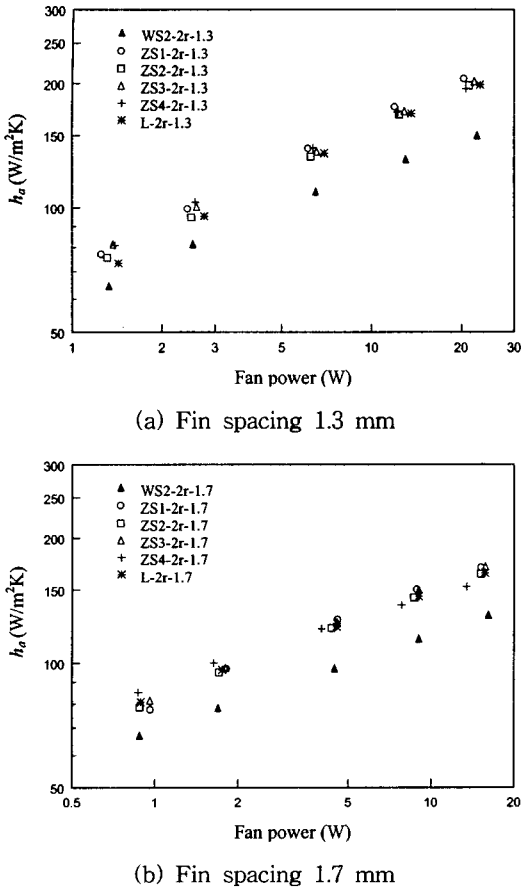 300
250
200
150
100
50
hₐ (W/m²K)
WS2-2r-1.3
ZS1-2r-1.3
ZS2-2r-1.3
ZS3-2r-1.3
ZS4-2r-1.3
L-2r-1.3
1 2 5 10 20 30
Fan power (W)
(a) Fin spacing 1.3 mm
300
250
200
150
100
50
hₐ (W/m²K)
WS2-2r-1.7
ZS1-2r-1.7
ZS2-2r-1.7
ZS3-2r-1.7
ZS4-2r-1.7
L-2r-1.7
0.5 1 2 5 10 20
Fan power (W)
(b) Fin spacing 1.7 mm